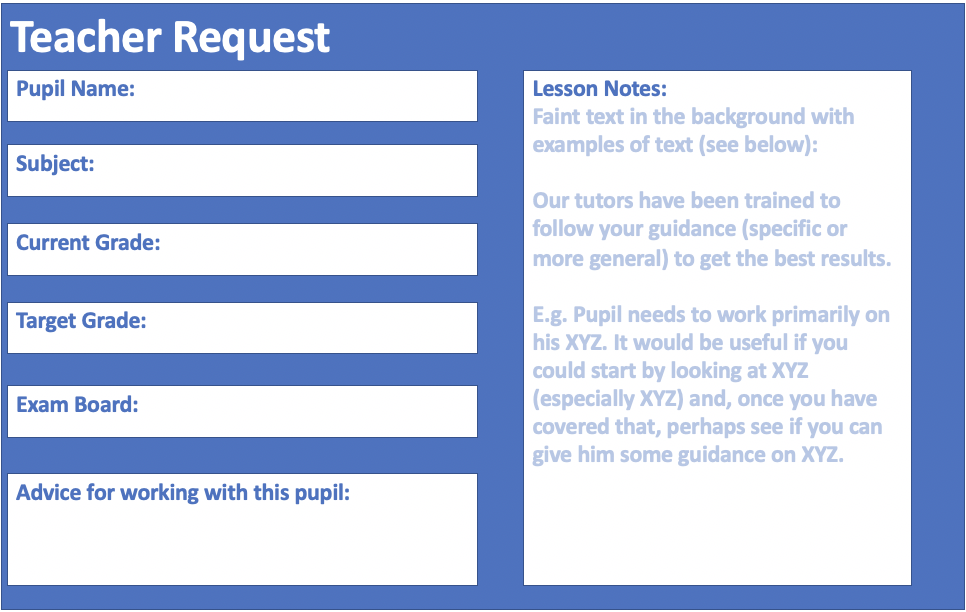 Teacher Request
Pupil Name:
Subject:
Current Grade:
Target Grade:
Exam Board:
Advice for working with this pupil:
Lesson Notes:
Faint text in the background with
examples of text (see below):
Our tutors have been trained to
follow your guidance (specific or
more general) to get the best results.
E.g. Pupil needs to work primarily on
his XYZ. It would be useful if you
could start by looking at XYZ
(especially XYZ) and, once you have
covered that, perhaps see if you can
give him some guidance on XYZ.